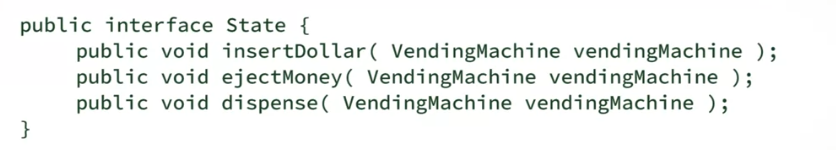 public interface State {
public void insertDollar( VendingMachine vendingMachine );
public void ejectMoney( VendingMachine vendingMachine );
public void dispense( VendingMachine vendingMachine );
}